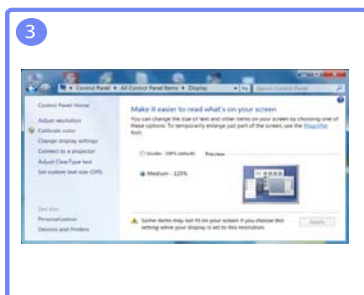 3
Control Panel ▸ All Control Panel Items ▸ Display
Search Control Panel
Control Panel Home
Adjust resolution
Calibrate color
Change display settings
Connect to a projector
Adjust ClearType text
Set custom text size (DPI)
See also
Personalization
Devices and Printers
Make it easier to read what's on your screen
You can change the size of text and other items on your screen by choosing one of
these options. To temporarily enlarge just part of the screen, use the Magnifier
tool.
Smaller - 100% (default)
Preview
Medium - 125%
Some items may not fit on your screen if you choose this
setting while your display is set to this resolution.
Apply